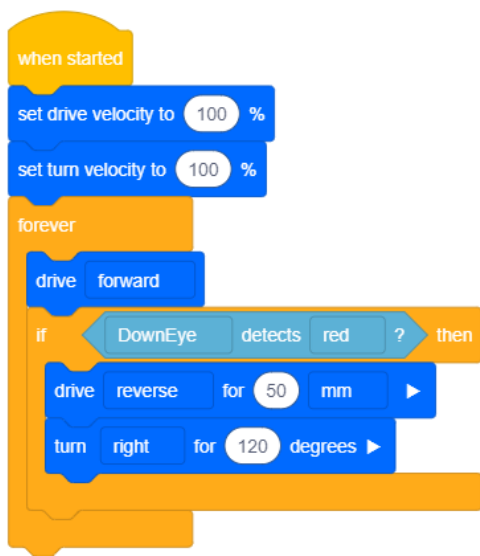 when started
set drive velocity to 100 %
set turn velocity to 100 %
forever
drive forward
if DownEye detects red ? then
drive reverse for 50 mm
turn right for 120 degrees